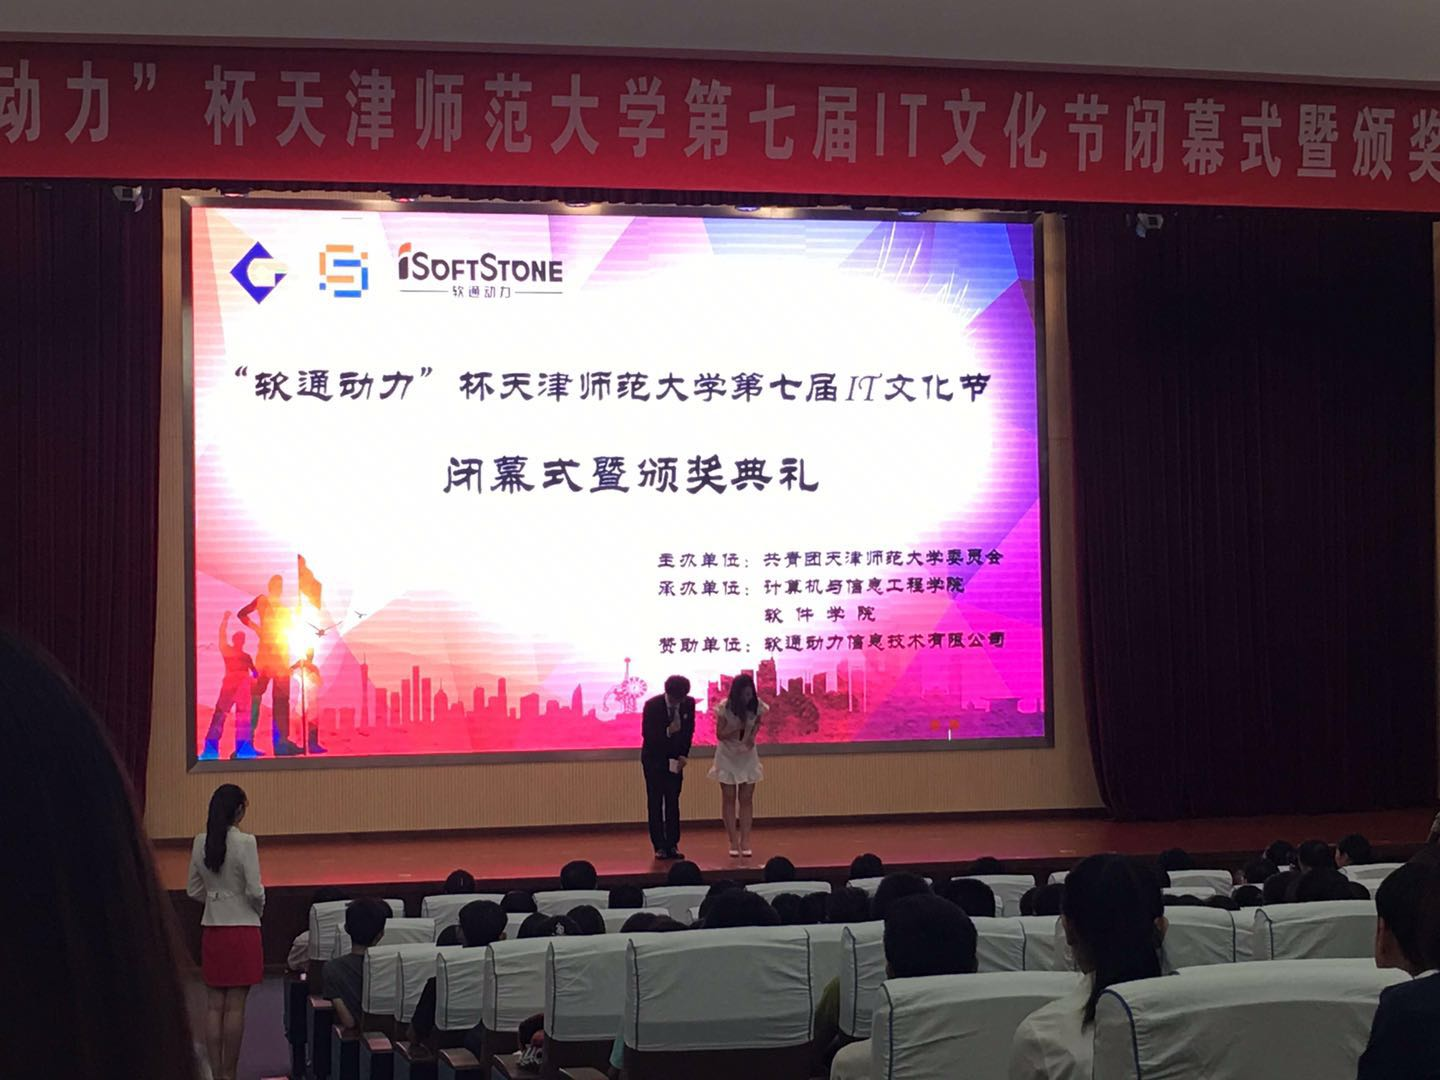 动力”杯天津师范大学第七届IT文化节闭幕式暨颁奖
iSOFTSTONE
软通动力
“软通动力”杯天津师范大学第七届IT文化节
闭幕式暨颁奖典礼
主办单位：共青团天津师范大学委员会
承办单位：计算机与信息工程学院
软件学院
赞助单位：软通动力信息技术有限公司